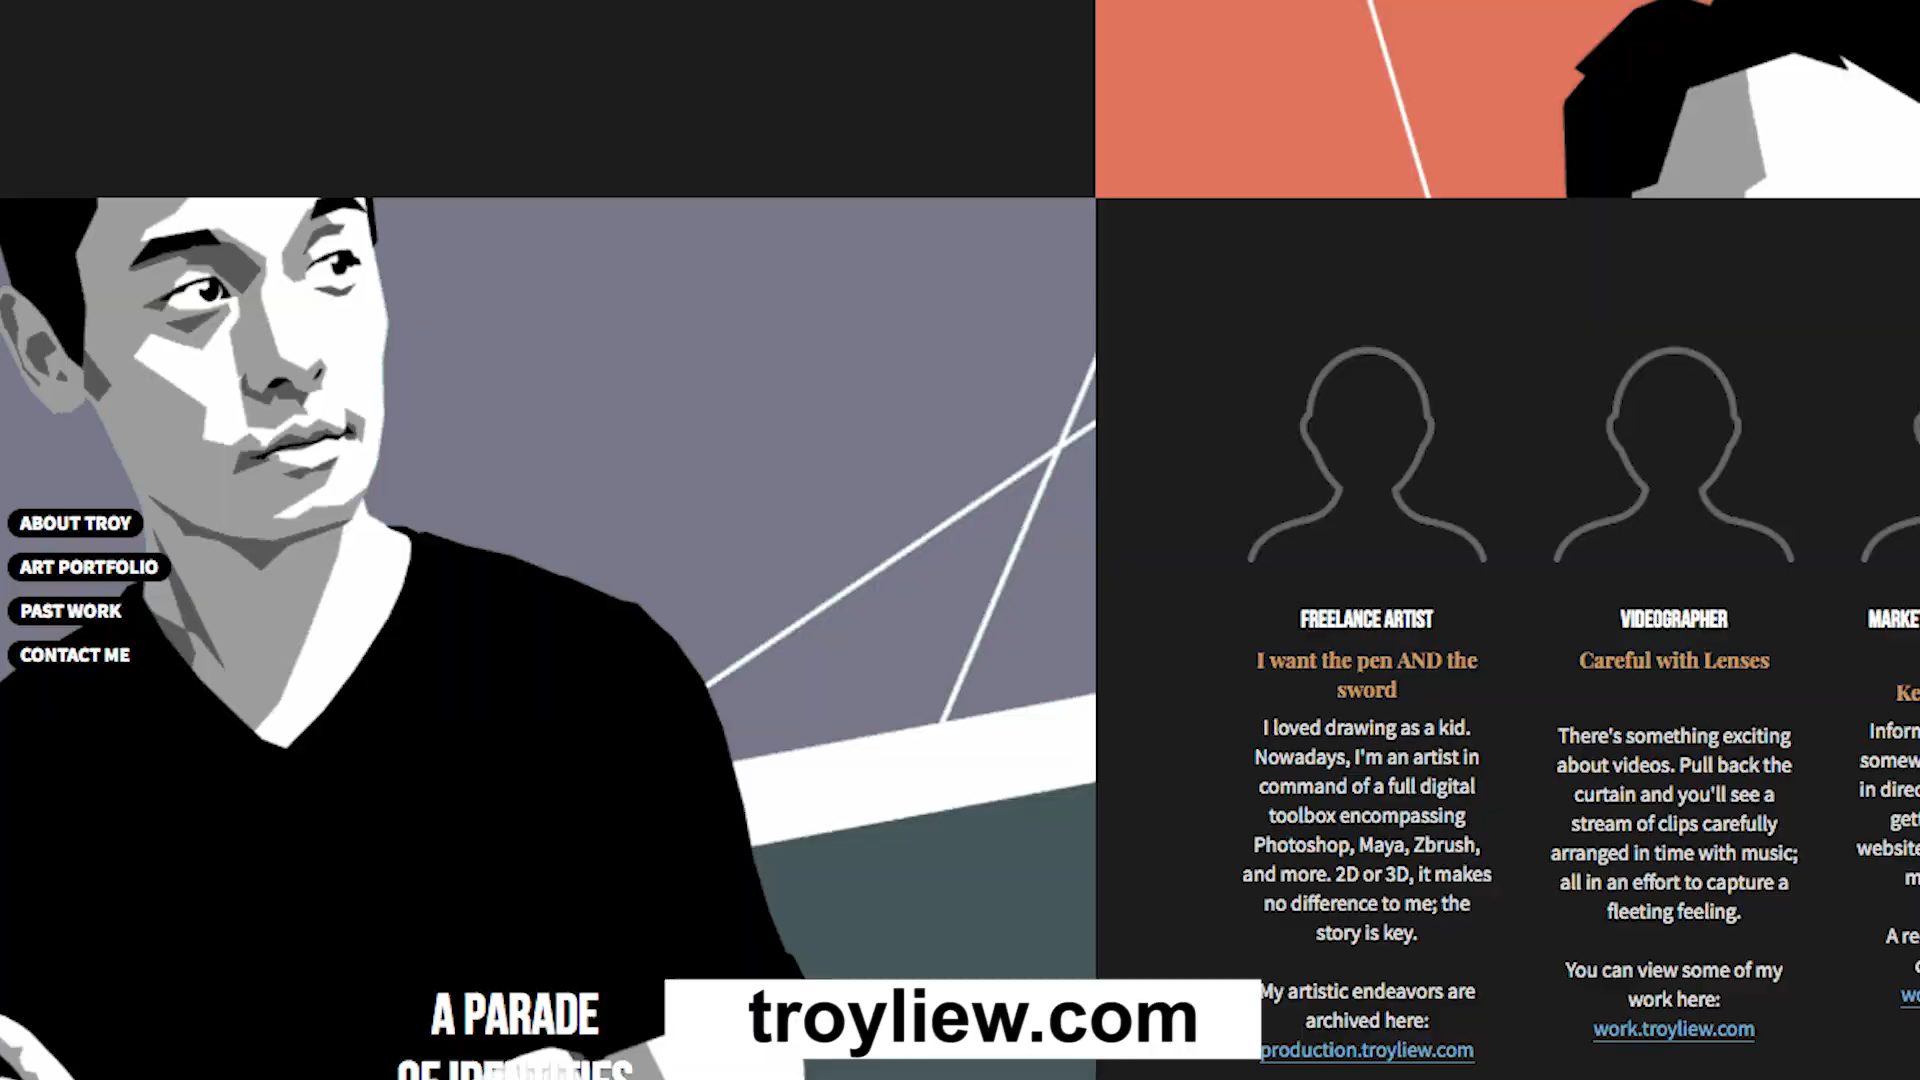 ABOUT TROY
ART PORTFOLIO
PAST WORK
CONTACT ME
A PARADE
OF IDENTITIES
troyliew.com
FREELANCE ARTIST
I want the pen AND the
sword
I loved drawing as a kid.
Nowadays, I'm an artist in
command of a full digital
toolbox encompassing
Photoshop, Maya, Zbrush,
and more. 2D or 3D, it makes
no difference to me; the
story is key.
My artistic endeavors are
archived here:
production.troyliew.com
VIDEOGRAPHER
Careful with Lenses
There's something exciting
about videos. Pull back the
curtain and you'll see a
stream of clips carefully
arranged in time with music;
all in an effort to capture a
fleeting feeling.
You can view some of my
work here:
work.troyliew.com